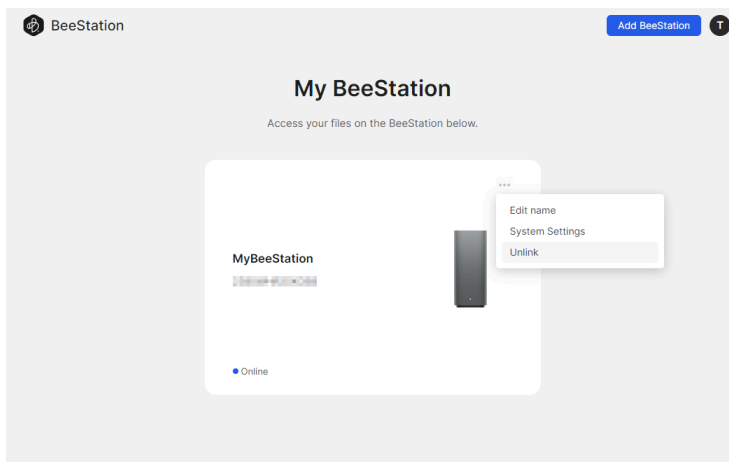 BeeStation
Add BeeStation
T
My BeeStation
Access your files on the BeeStation below.
Edit name
System Settings
Unlink
MyBeeStation
Online